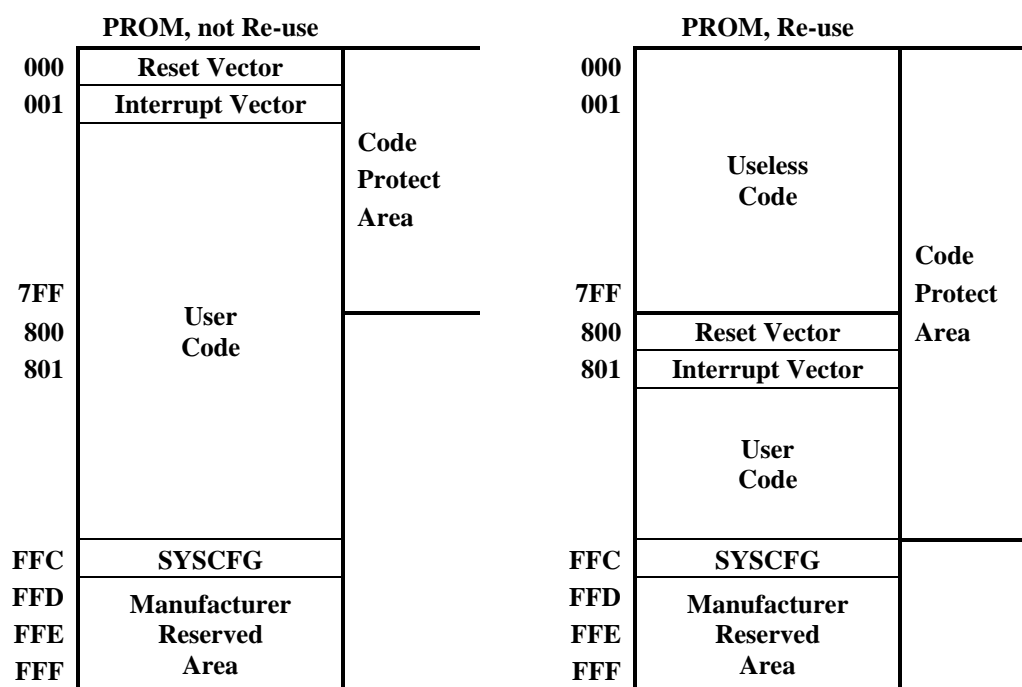 PROM, not Re-use
000
Reset Vector
001
Interrupt Vector
Code
Protect
Area
7FF
User
800
Code
801
FFC
SYSCFG
FFD
Manufacturer
FFE
Reserved
FFF
Area
PROM, Re-use
000
001
Useless
Code
Code
7FF
Protect
800
Reset Vector
Area
801
Interrupt Vector
User
Code
FFC
SYSCFG
FFD
Manufacturer
FFE
Reserved
FFF
Area